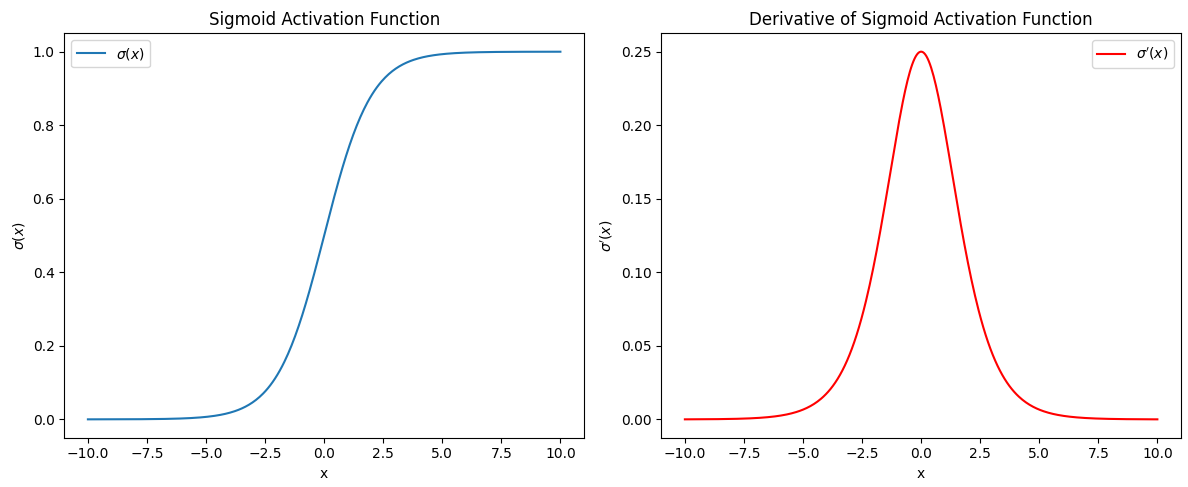 Sigmoid Activation Function
σ(x)
1.0
0.8
0.6
0.4
0.2
0.0
σ(x)
−10.0 −7.5 −5.0 −2.5 0.0 2.5 5.0 7.5 10.0
x
Derivative of Sigmoid Activation Function
σ′(x)
0.25
0.20
0.15
0.10
0.05
0.00
σ′(x)
−10.0 −7.5 −5.0 −2.5 0.0 2.5 5.0 7.5 10.0
x